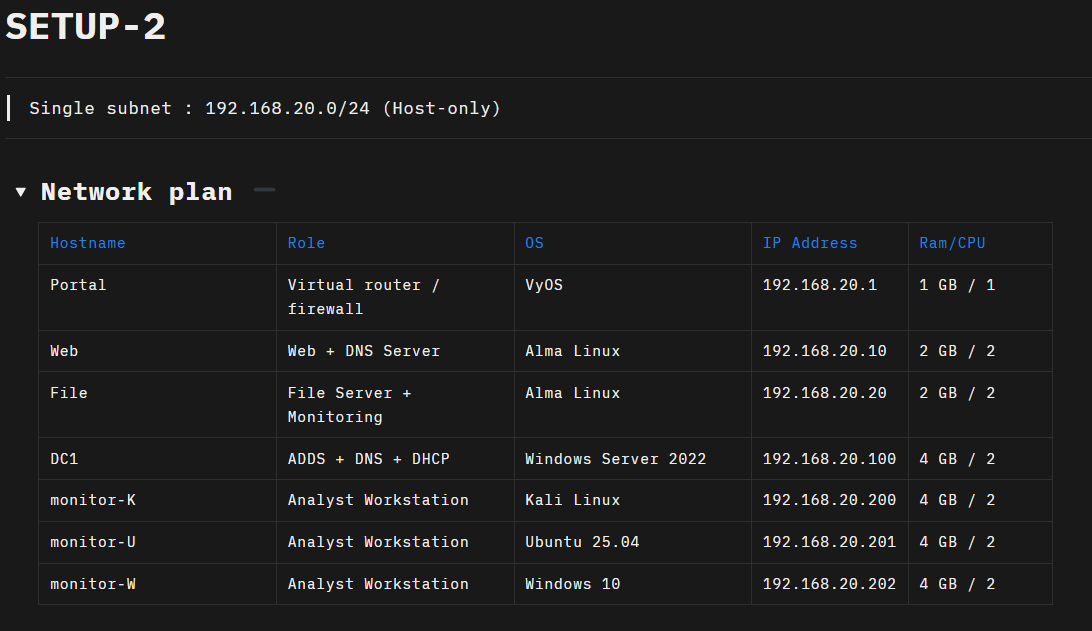 SETUP-2
Single subnet : 192.168.20.0/24 (Host-only)
Network plan
Hostname Role OS IP Address Ram/CPU
Portal Virtual router / firewall VyOS 192.168.20.1 1 GB / 1
Web Web + DNS Server Alma Linux 192.168.20.10 2 GB / 2
File File Server + Monitoring Alma Linux 192.168.20.20 2 GB / 2
DC1 ADDS + DNS + DHCP Windows Server 2022 192.168.20.100 4 GB / 2
monitor-K Analyst Workstation Kali Linux 192.168.20.200 4 GB / 2
monitor-U Analyst Workstation Ubuntu 25.04 192.168.20.201 4 GB / 2
monitor-W Analyst Workstation Windows 10 192.168.20.202 4 GB / 2